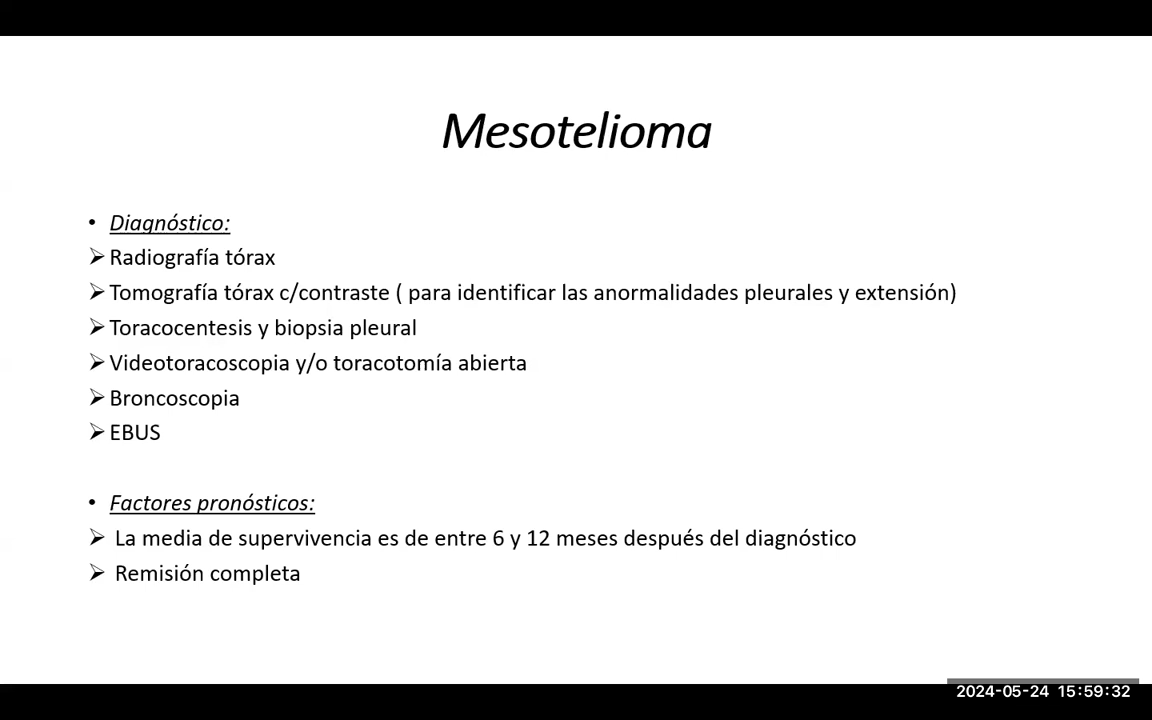 Mesotelioma
• Diagnóstico:
➢ Radiografía tórax
➢ Tomografía tórax c/contraste ( para identificar las anormalidades pleurales y extensión)
➢ Toracocentesis y biopsia pleural
➢ Videotoracoscopia y/o toracotomía abierta
➢ Broncoscopia
➢ EBUS
• Factores pronósticos:
➢ La media de supervivencia es de entre 6 y 12 meses después del diagnóstico
➢ Remisión completa
2024-05-24 15:59:32